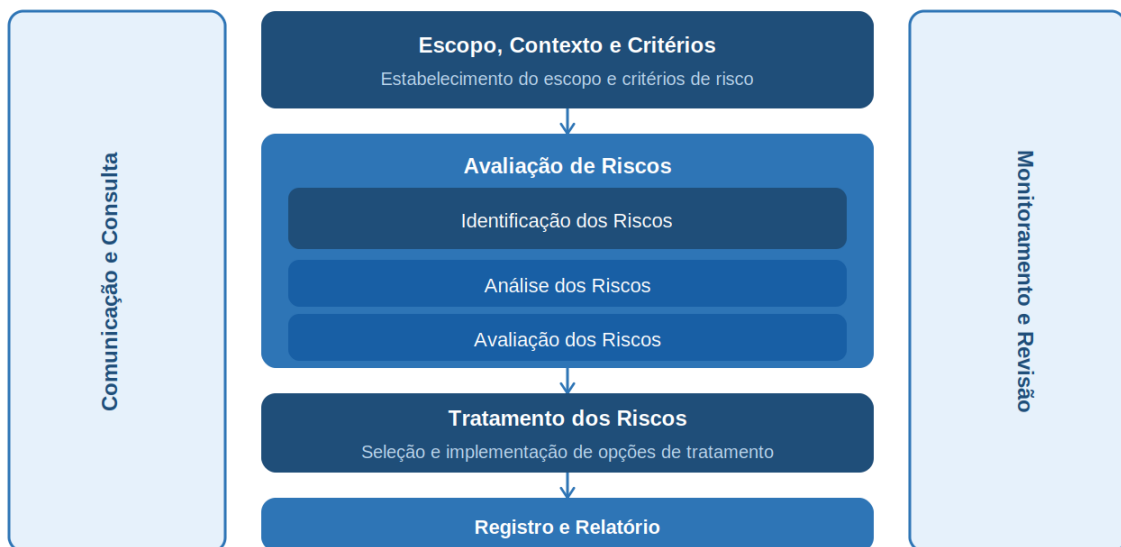 Comunicação e Consulta
Escopo, Contexto e Critérios
Estabelecimento do escopo e critérios de risco
Avaliação de Riscos
Identificação dos Riscos
Análise dos Riscos
Avaliação dos Riscos
Tratamento dos Riscos
Seleção e implementação de opções de tratamento
Registro e Relatório
Monitoramento e Revisão